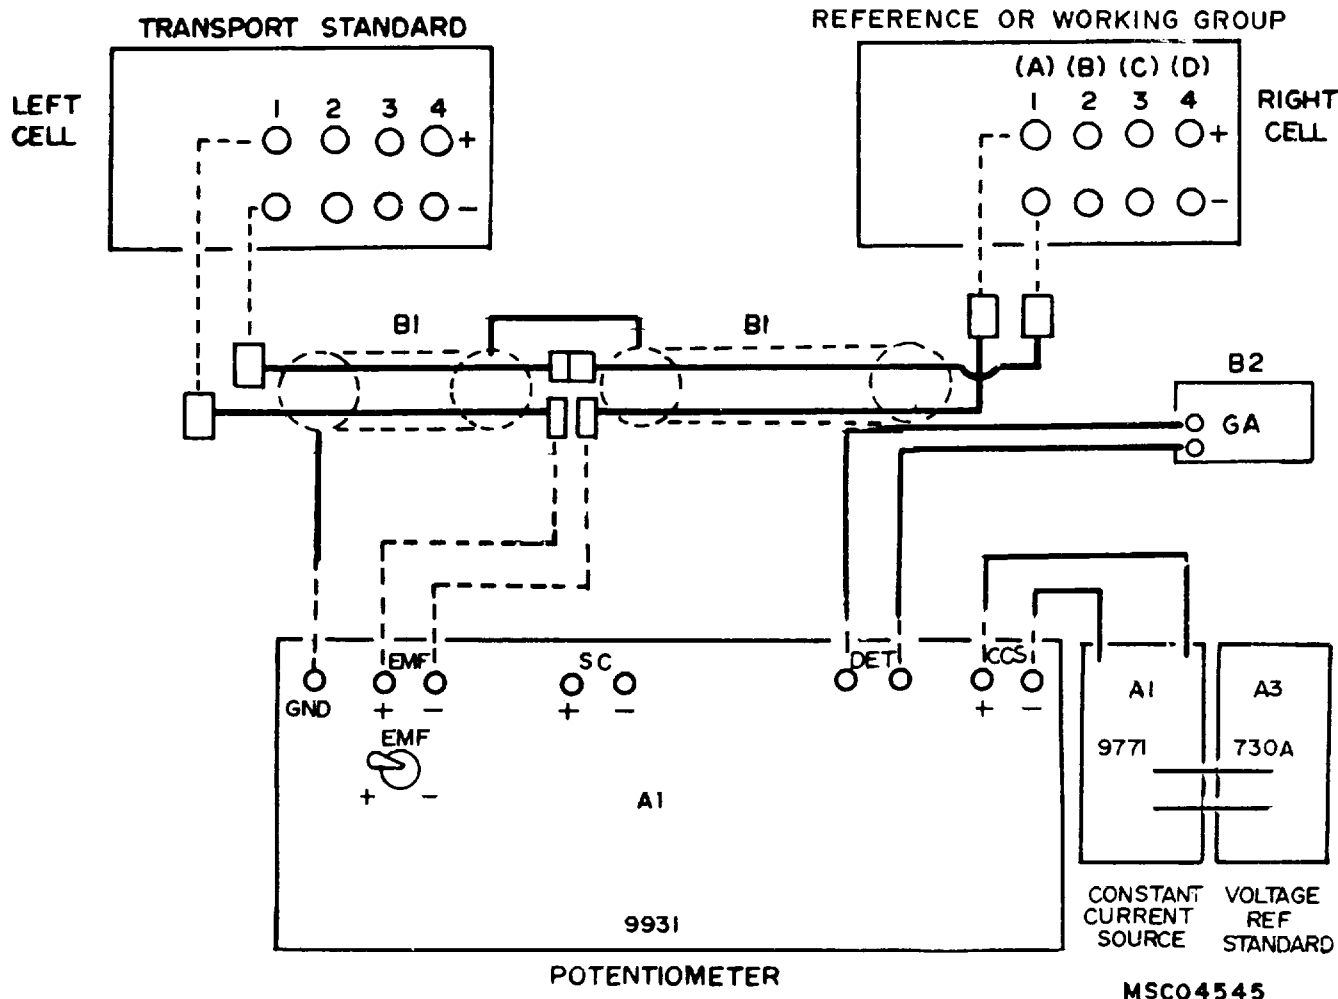 TRANSPORT STANDARD
REFERENCE OR WORKING GROUP
LEFT
CELL
1 2 3 4
+
−
(A) (B) (C) (D)
1 2 3 4
+
−
RIGHT
CELL
B1
B1
B2
GA
EMF
SC
DET
CCS
GND
+ −
+ −
+ −
EMF
+ −
A1
9931
POTENTIOMETER
A1
9771
A3
730A
CONSTANT
CURRENT
SOURCE
VOLTAGE
REF
STANDARD
MSC04545